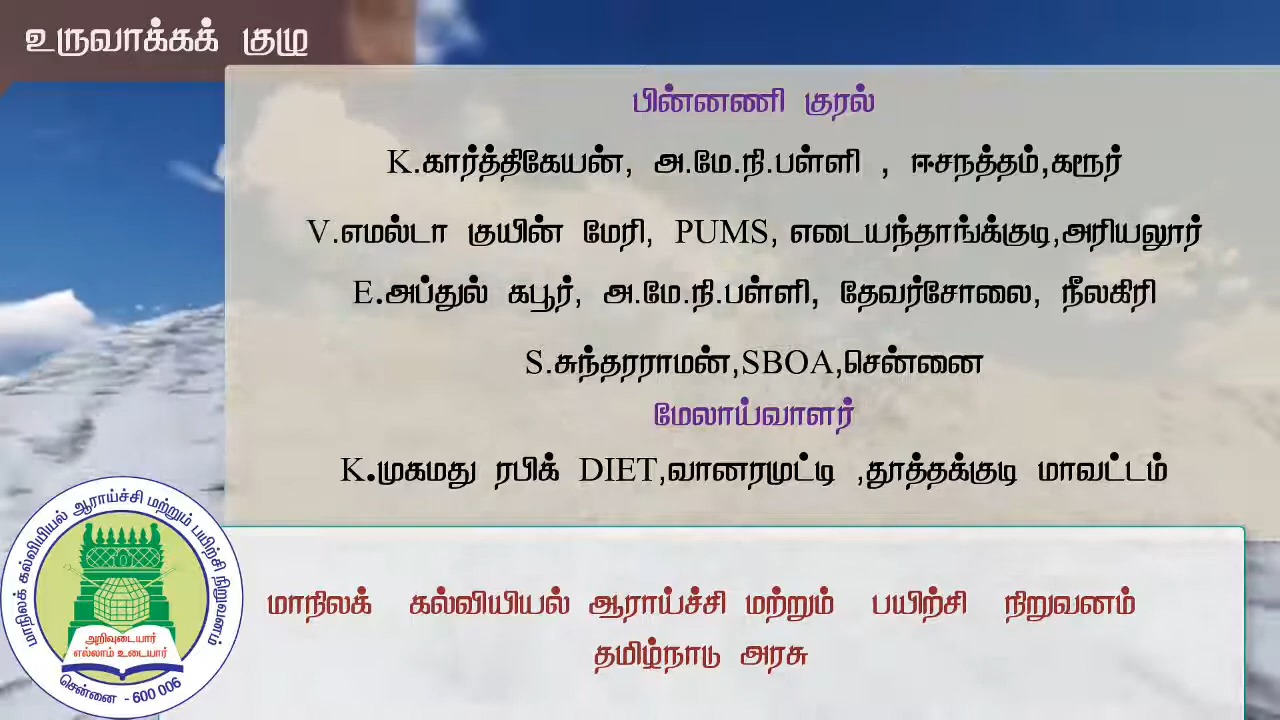 உருவாக்கக் குழு
பின்னணி குரல்
K.கார்த்திகேயன், அ.மே.நி.பள்ளி , ஈசநத்தம்,கரூர்
V.எமல்டா குயின் மேரி, PUMS, எடையந்தாங்க்குடி,அரியலூர்
E.அப்துல் கபூர், அ.மே.நி.பள்ளி, தேவர்சோலை, நீலகிரி
S.சுந்தரராமன்,SBOA,சென்னை
மேலாய்வாளர்
K.முகமது ரபிக் DIET,வானரமுட்டி ,தூத்தக்குடி மாவட்டம்
மாநிலக் கல்வியியல் ஆராய்ச்சி மற்றும் பயிற்சி நிறுவனம்
தமிழ்நாடு அரசு
மாநிலக் கல்வியியல் ஆராய்ச்சி மற்றும் பயிற்சி நிறுவனம்
அறிவுடையார்
எல்லாம் உடையார்
சென்னை - 600 006